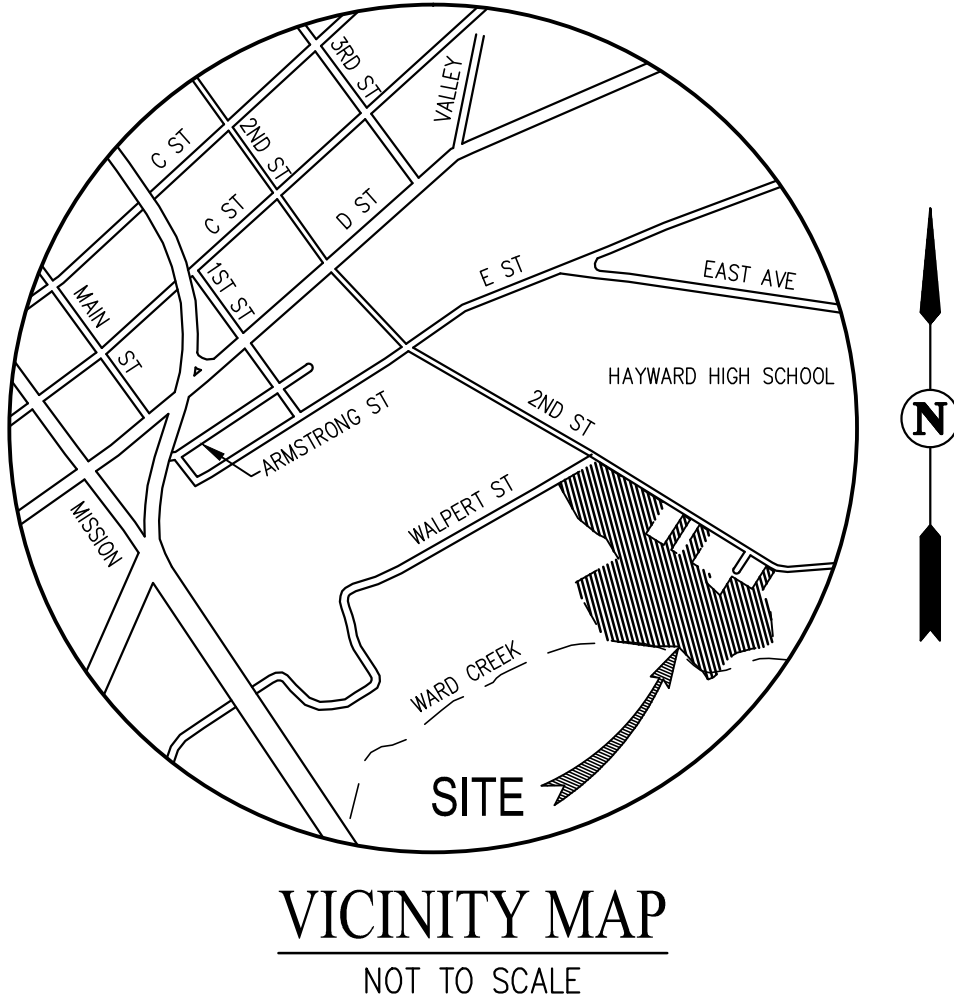 3RD ST
VALLEY
C ST
2ND ST
C ST
D ST
1ST ST
E ST
EAST AVE
MAIN
ST
HAYWARD HIGH SCHOOL
2ND ST
ARMSTRONG ST
WALPERT ST
MISSION
WARD CREEK
SITE
N
VICINITY MAP
NOT TO SCALE